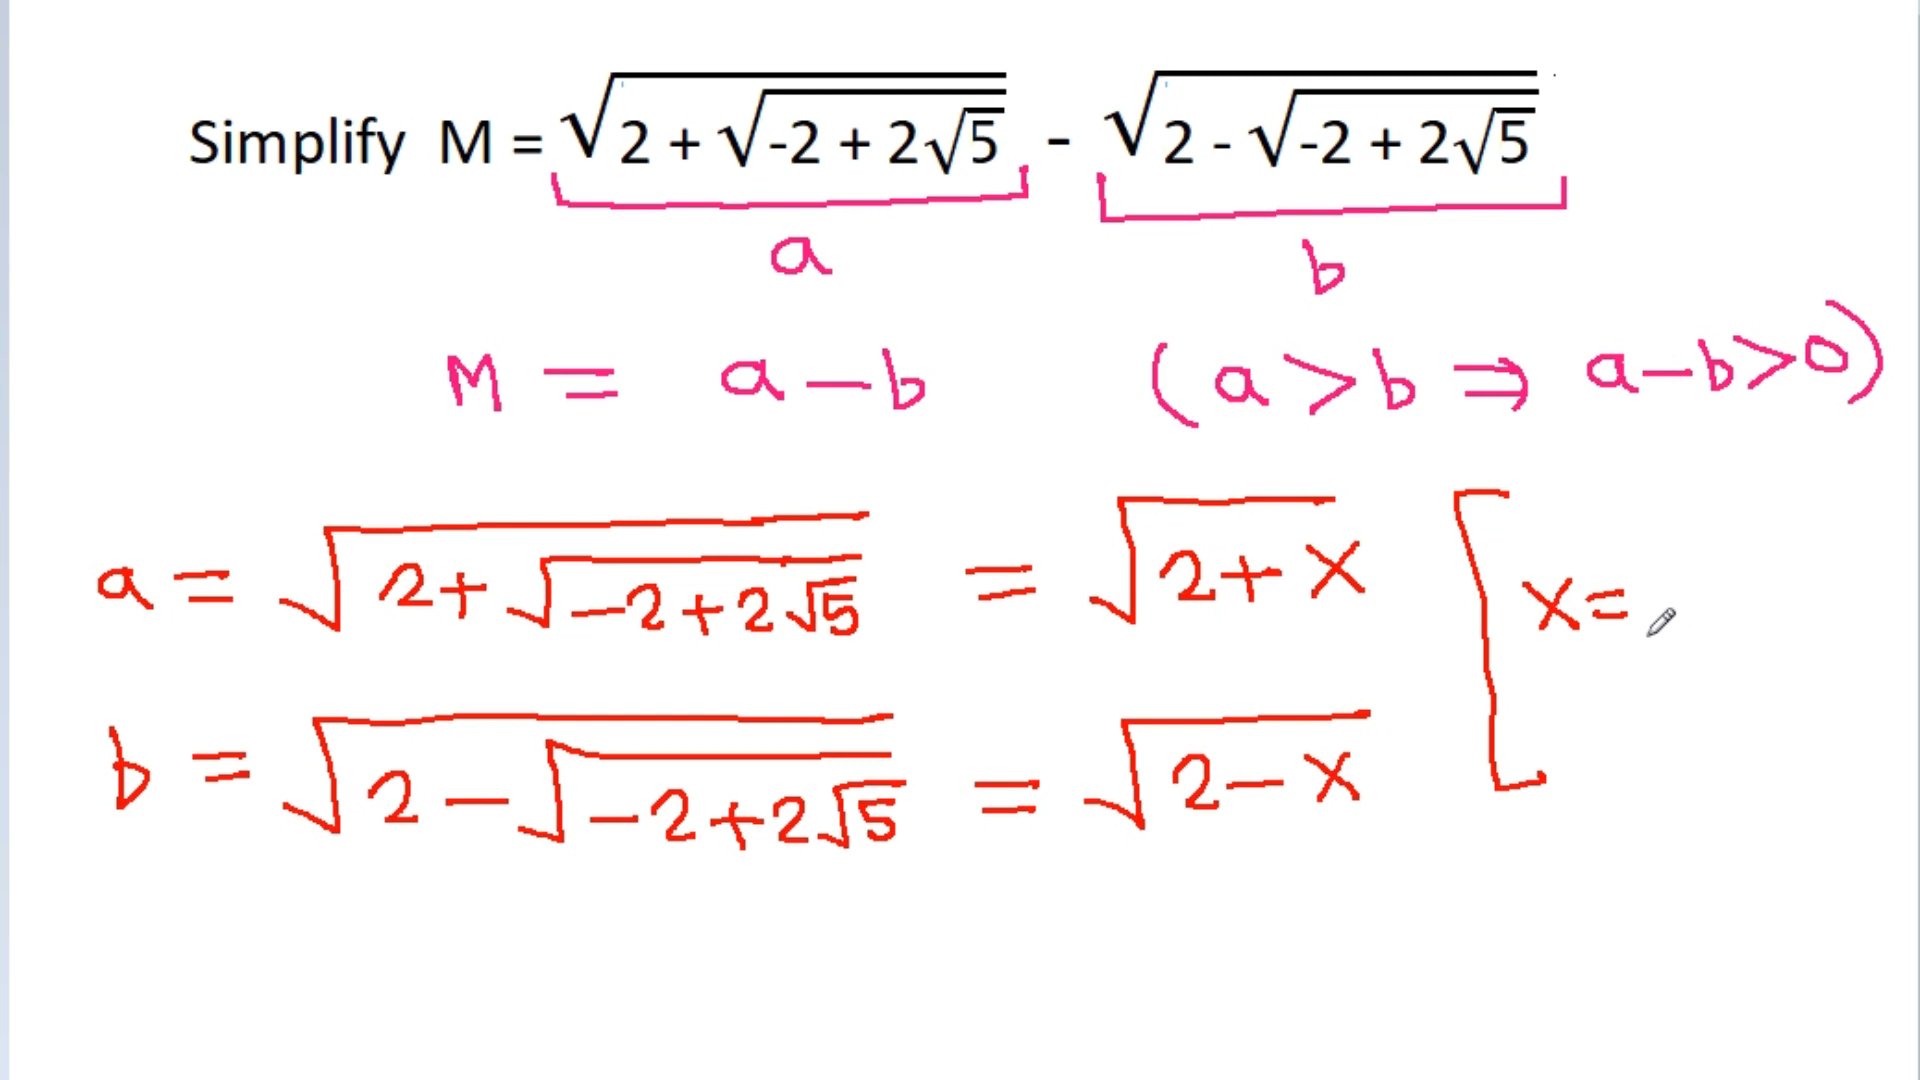 Simplify M = √(2 + √(-2 + 2√5)) - √(2 - √(-2 + 2√5))
a b
M = a - b (a > b ⇒ a - b > 0)
a = √(2 + √(-2 + 2√5)) = √(2 + x) [ x =
b = √(2 - √(-2 + 2√5)) = √(2 - x)